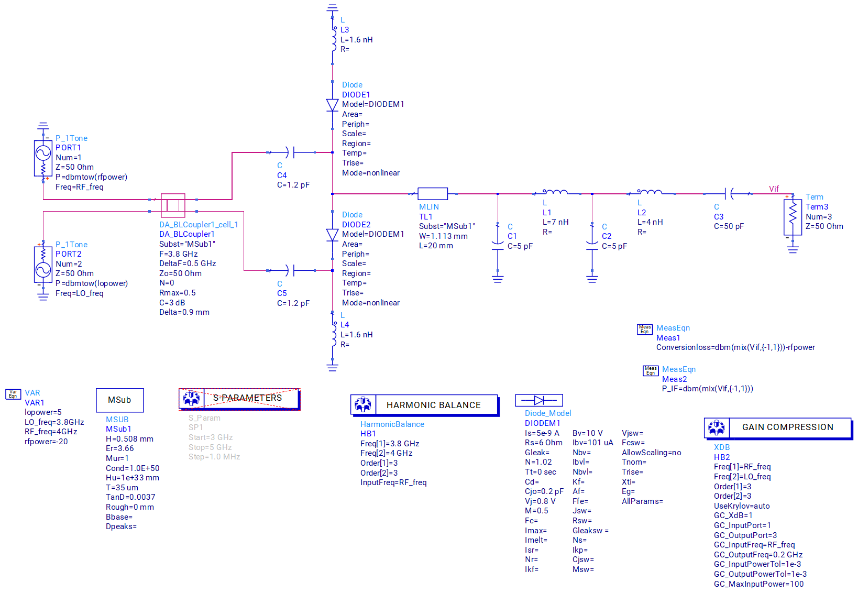 L
L3
L=1.6 nH
R=
Diode
DIODE1
Model=DIODEM1
Area=
Periph=
Scale=
Region=
Temp=
Trise=
Mode=nonlinear
P_1Tone
PORT1
Num=1
Z=50 Ohm
P=dbmtow(rfpower)
Freq=RF_freq
C
C4
C=1.2 pF
DA_BLCoupler1_cell_1
DA_BLCoupler1
Subst="MSub1"
F=3.8 GHz
DeltaF=0.5 GHz
Zo=50 Ohm
N=0
Rmax=0.5
C=3 dB
Delta=0.9 mm
P_1Tone
PORT2
Num=2
Z=50 Ohm
P=dbmtow(lopower)
Freq=LO_freq
C
C5
C=1.2 pF
Diode
DIODE2
Model=DIODEM1
Area=
Periph=
Scale=
Region=
Temp=
Trise=
Mode=nonlinear
L
L4
L=1.6 nH
R=
MLIN
TL1
Subst="MSub1"
W=1.113 mm
L=20 mm
C
C1
C=5 pF
L
L1
L=7 nH
R=
C
C2
C=5 pF
L
L2
L=4 nH
R=
C
C3
C=50 pF
Vif
Term
Term3
Num=3
Z=50 Ohm
Meas
Eqn
MeasEqn
Meas1
Conversionloss=dbm(mix(Vif,{-1,1}))-rfpower
Meas
Eqn
MeasEqn
Meas2
P_IF=dbm(mix(Vif,{-1,1}))
Var
Eqn
VAR
VAR1
lopower=5
LO_freq=3.8GHz
RF_freq=4GHz
rfpower=-20
MSub
MSUB
MSub1
H=0.508 mm
Er=3.66
Mur=1
Cond=1.0E+50
Hu=1e+33 mm
T=35 um
TanD=0.0037
Rough=0 mm
Bbase=
Dpeaks=
S-PARAMETERS
S_Param
SP1
Start=3 GHz
Stop=5 GHz
Step=1.0 MHz
HARMONIC BALANCE
HarmonicBalance
HB1
Freq[1]=3.8 GHz
Freq[2]=4 GHz
Order[1]=3
Order[2]=3
InputFreq=RF_freq
Diode_Model
DIODEM1
Is=5e-9 A
Rs=6 Ohm
Gleak=
N=1.02
Tt=0 sec
Cd=
Cjo=0.2 pF
Vj=0.8 V
M=0.5
Fc=
Imax=
Imelt=
Isr=
Nr=
Ikf=
Bv=10 V
Ibv=101 uA
Nbv=
Ibvl=
Nbvl=
Kf=
Af=
Ffe=
Jsw=
Rsw=
Gleaksw =
Ns=
Ikp=
Cjsw=
Msw=
Vjsw=
Fcsw=
AllowScaling=no
Tnom=
Trise=
Xti=
Eg=
AllParams=
GAIN COMPRESSION
XDB
HB2
Freq[1]=RF_freq
Freq[2]=LO_freq
Order[1]=3
Order[2]=3
UseKrylov=auto
GC_XdB=1
GC_InputPort=1
GC_OutputPort=3
GC_InputFreq=RF_freq
GC_OutputFreq=0.2 GHz
GC_InputPowerTol=1e-3
GC_OutputPowerTol=1e-3
GC_MaxInputPower=100